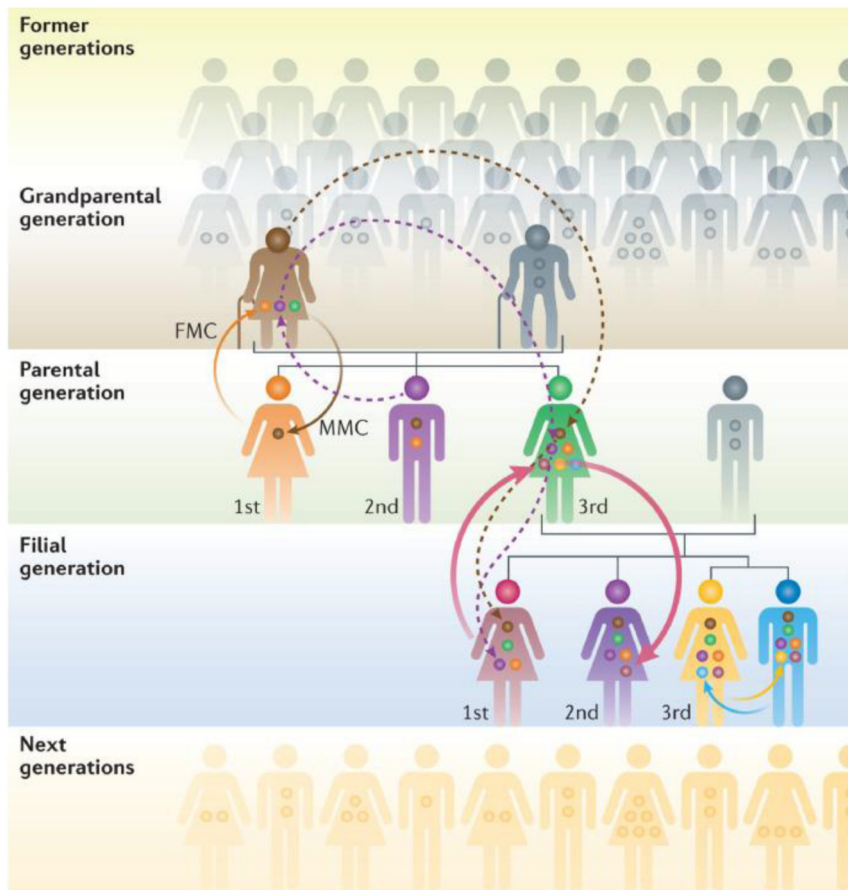 Former
generations
Grandparental
generation
FMC
Parental
generation
MMC
1st
2nd
3rd
Filial
generation
1st
2nd
3rd
Next
generations